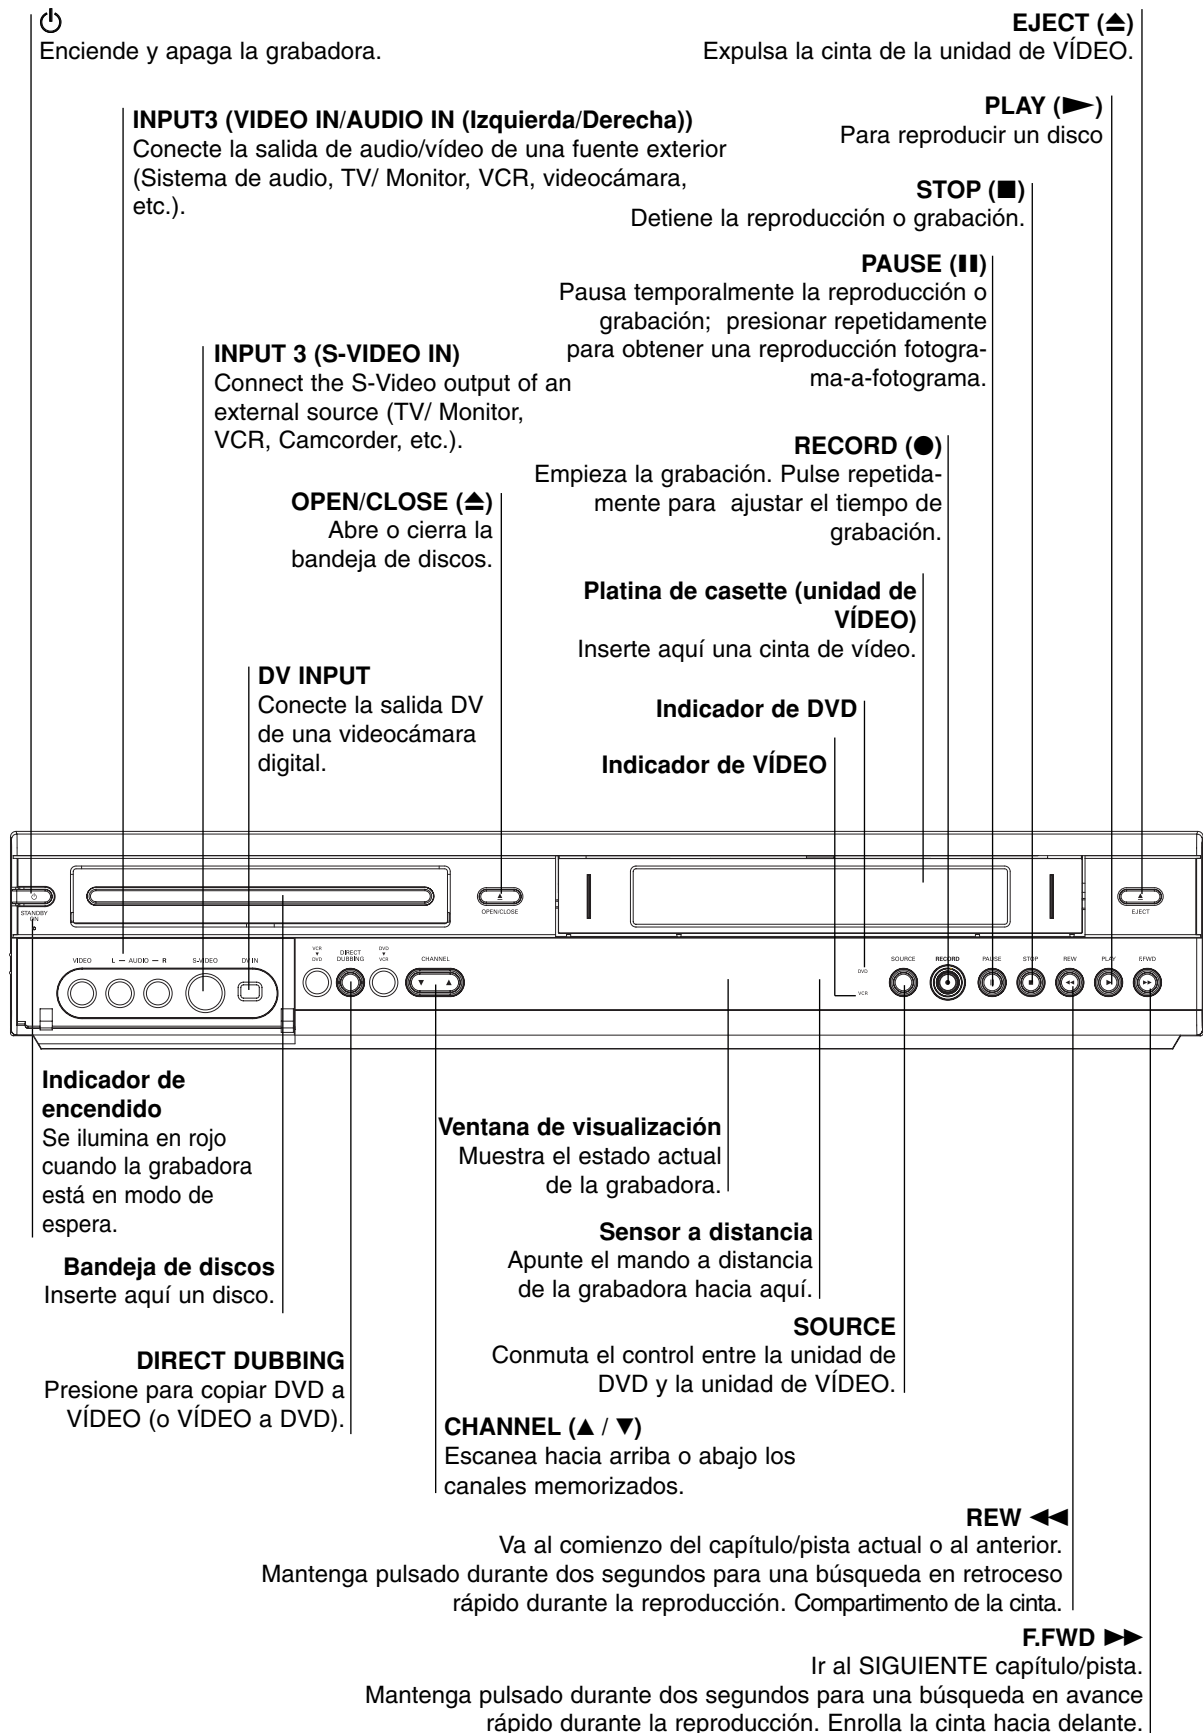 ⏻
Enciende y apaga la grabadora.
EJECT (⏏)
Expulsa la cinta de la unidad de VÍDEO.
INPUT3 (VIDEO IN/AUDIO IN (Izquierda/Derecha))
Conecte la salida de audio/vídeo de una fuente exterior
(Sistema de audio, TV/ Monitor, VCR, videocámara,
etc.).
PLAY (►)
Para reproducir un disco
STOP (■)
Detiene la reproducción o grabación.
PAUSE (II)
Pausa temporalmente la reproducción o
grabación; presionar repetidamente
para obtener una reproducción fotogra-
ma-a-fotograma.
INPUT 3 (S-VIDEO IN)
Connect the S-Video output of an
external source (TV/ Monitor,
VCR, Camcorder, etc.).
RECORD (●)
Empieza la grabación. Pulse repetida-
mente para ajustar el tiempo de
grabación.
OPEN/CLOSE (⏏)
Abre o cierra la
bandeja de discos.
Platina de casette (unidad de
VÍDEO)
Inserte aquí una cinta de vídeo.
DV INPUT
Conecte la salida DV
de una videocámara
digital.
Indicador de DVD
Indicador de VÍDEO
STANDBY
ON
OPEN/CLOSE
EJECT
VIDEO
L — AUDIO — R
S-VIDEO
DV IN
VCR
▼
DVD
DIRECT
DUBBING
DVD
▼
VCR
CHANNEL
▼ ▲
DVD
VCR
SOURCE
RECORD
PAUSE
STOP
REW
PLAY
F.FWD
Indicador de
encendido
Se ilumina en rojo
cuando la grabadora
está en modo de
espera.
Ventana de visualización
Muestra el estado actual
de la grabadora.
Sensor a distancia
Apunte el mando a distancia
de la grabadora hacia aquí.
Bandeja de discos
Inserte aquí un disco.
SOURCE
Conmuta el control entre la unidad de
DVD y la unidad de VÍDEO.
DIRECT DUBBING
Presione para copiar DVD a
VÍDEO (o VÍDEO a DVD).
CHANNEL (▲ / ▼)
Escanea hacia arriba o abajo los
canales memorizados.
REW ◄◄
Va al comienzo del capítulo/pista actual o al anterior.
Mantenga pulsado durante dos segundos para una búsqueda en retroceso
rápido durante la reproducción. Compartimento de la cinta.
F.FWD ►►
Ir al SIGUIENTE capítulo/pista.
Mantenga pulsado durante dos segundos para una búsqueda en avance
rápido durante la reproducción. Enrolla la cinta hacia delante.